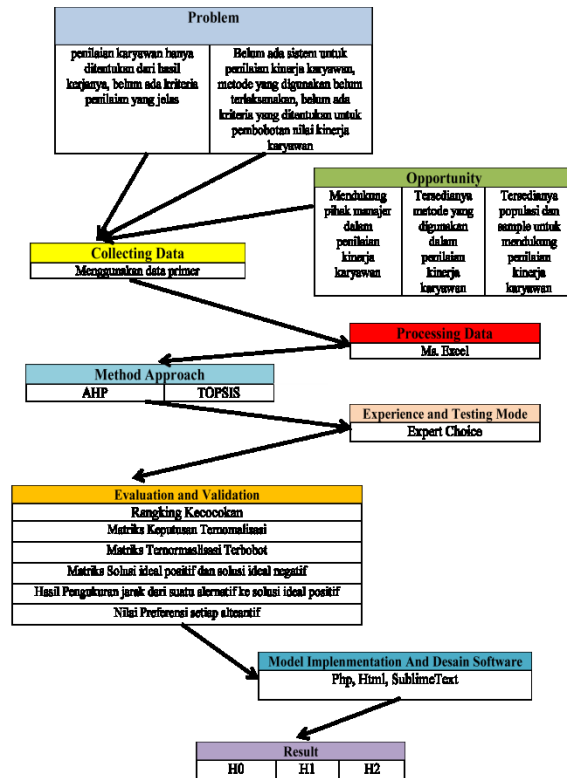 Problem
penilaian karyawan hanya
ditentukan dari hasil
kerjanya, belum ada kriteria
penilaian yang jelas
Belum ada sistem untuk
penilaian kinerja karyawan,
metode yang digunakan belum
terlaksanakan, belum ada
kriteria yang ditentukan untuk
pembobotan nilai kinerja
karyawan
Opportunity
Mendukung
pihak manajer
dalam
penilaian
kinerja
karyawan
Tersedianya
metode yang
digunakan
dalam
penilaian
kinerja
karyawan
Tersedianya
populasi dan
sample untuk
mendukung
penilaian
kinerja
karyawan
Collecting Data
Menggunakan data primer
Processing Data
Ms. Excel
Method Approach
AHP
TOPSIS
Experience and Testing Mode
Expert Choice
Evaluation and Validation
Rangking Kecocokan
Matriks Keputusan Ternomalisasi
Matriks Ternormaslisasi Terbobot
Matriks Solusi ideal positif dan solusi ideal negatif
Hasil Pengukuran jarak dari suatu alernatif ke solusi ideal positif
Nilai Preferensi setiap alteantif
Model Implenmentation And Desain Software
Php, Html, SublimeText
Result
H0
H1
H2